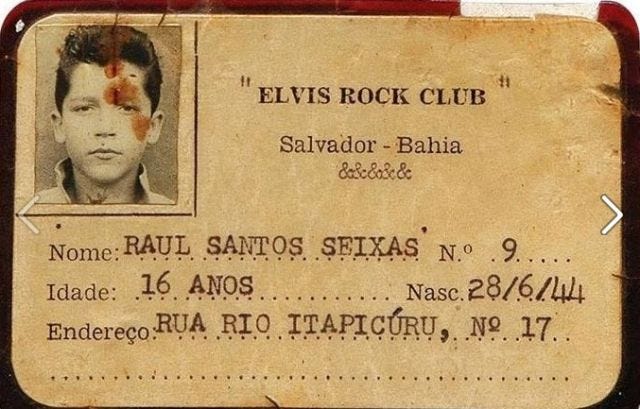 "ELVIS ROCK CLUB"
Salvador - Bahia
&&&&&
Nome: RAUL SANTOS SEIXAS N.º 9
Idade: 16 ANOS Nasc. 28/6/44
Endereço: RUA RIO ITAPICÚRU, Nº 17.